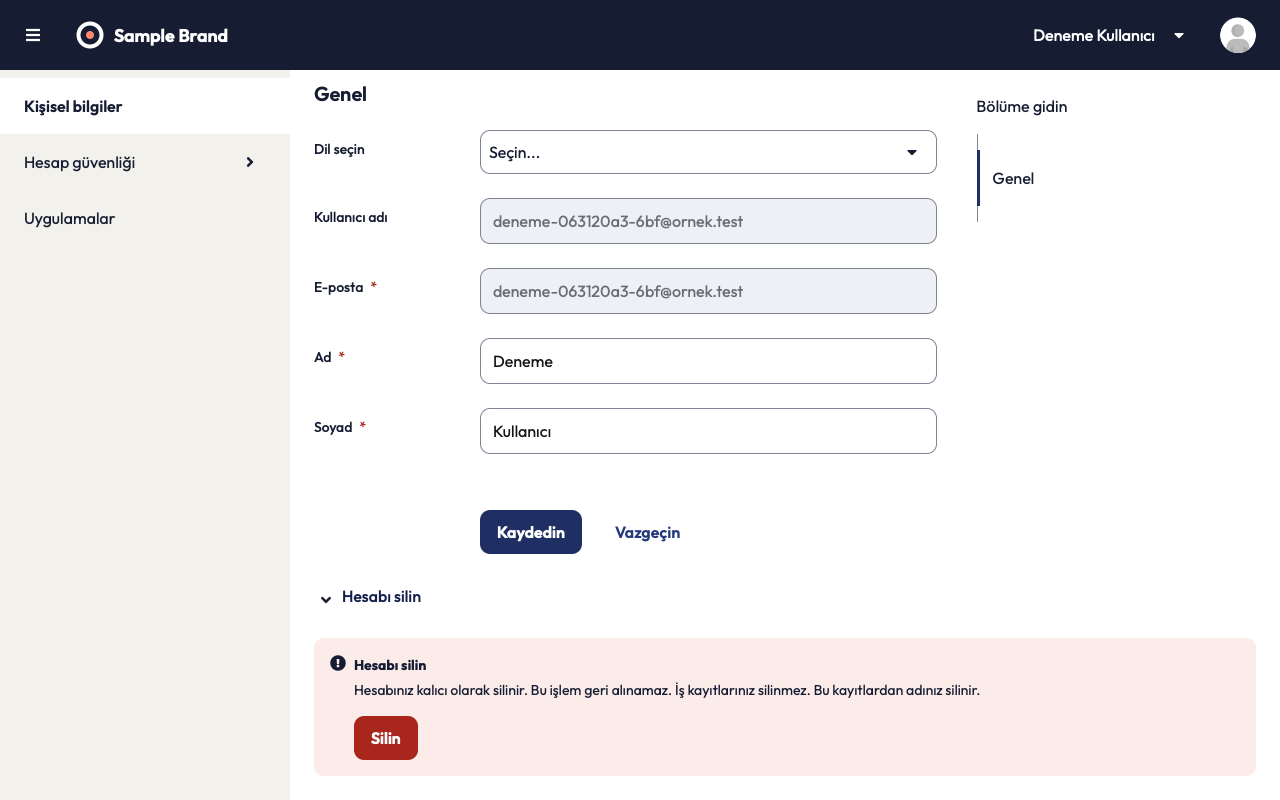 Sample Brand
Deneme Kullanıcı
Kişisel bilgiler
Hesap güvenliği
Uygulamalar
Genel
Dil seçin
Seçin...
Kullanıcı adı
deneme-063120a3-6bf@ornek.test
E-posta *
deneme-063120a3-6bf@ornek.test
Ad *
Deneme
Soyad *
Kullanıcı
Kaydedin
Vazgeçin
Hesabı silin
Hesabı silin
Hesabınız kalıcı olarak silinir. Bu işlem geri alınamaz. İş kayıtlarınız silinmez. Bu kayıtlardan adınız silinir.
Silin
Bölüme gidin
Genel